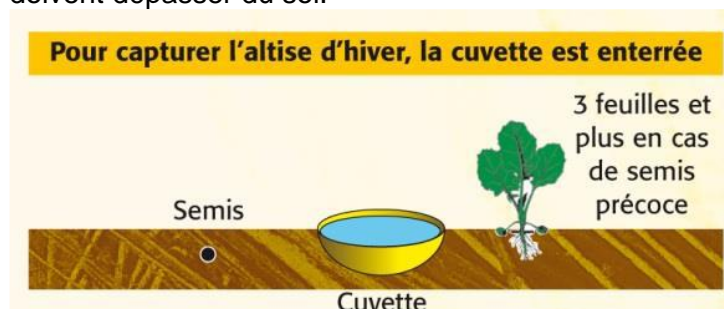 Pour capturer l'altise d'hiver, la cuvette est enterrée
3 feuilles et
plus en cas
de semis
précoce
Semis
Cuvette